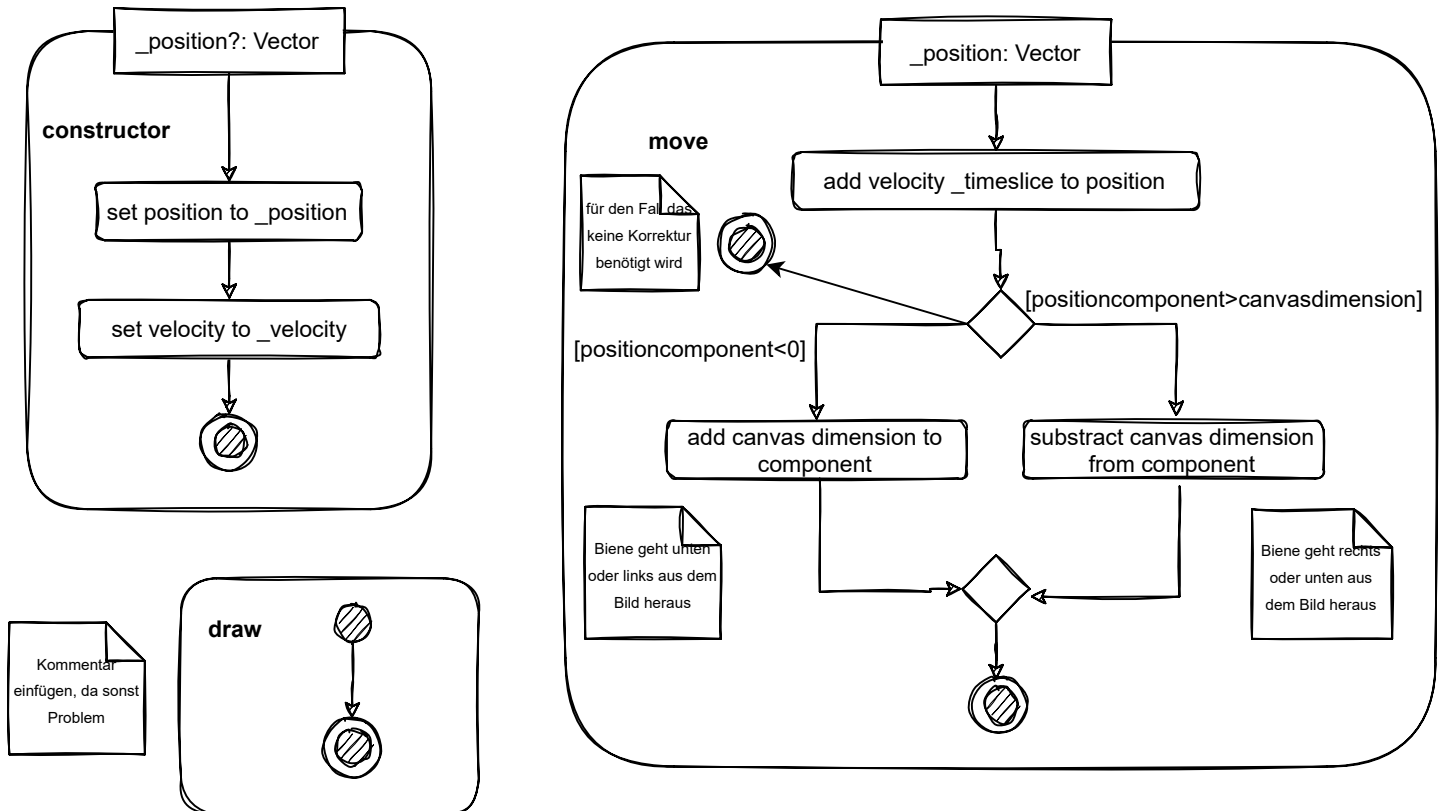 _position?: Vector
constructor
set position to _position
set velocity to _velocity
Kommentar
einfügen, da sonst
Problem
draw
_position: Vector
move
add velocity _timeslice to position
für den Fall das
keine Korrektur
benötigt wird
[positioncomponent>canvasdimension]
[positioncomponent<0]
add canvas dimension to
component
substract canvas dimension
from component
Biene geht unten
oder links aus dem
Bild heraus
Biene geht rechts
oder unten aus
dem Bild heraus